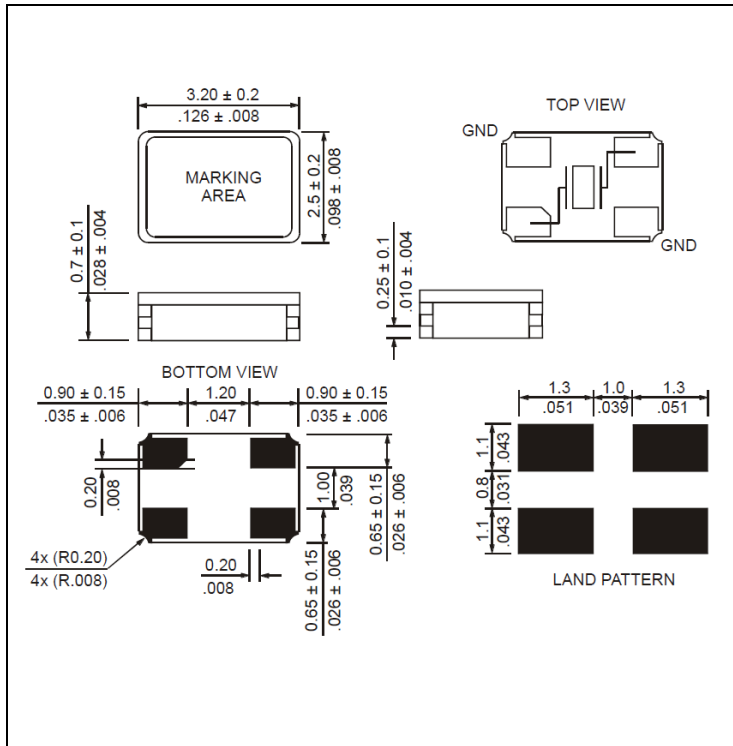 3.20 ± 0.2
.126 ± .008
MARKING
AREA
2.5 ± 0.2
.098 ± .008
TOP VIEW
GND
GND
0.7 ± 0.1
.028 ± .004
0.25 ± 0.1
.010 ± .004
BOTTOM VIEW
0.90 ± 0.15
.035 ± .006
1.20
.047
0.90 ± 0.15
.035 ± .006
0.20
.008
1.00
.039
0.65 ± 0.15
.026 ± .006
4x (R0.20)
4x (R.008)
0.20
.008
0.65 ± 0.15
.026 ± .006
1.3
.051
1.0
.039
1.3
.051
1.1
.043
0.8
.031
1.1
.043
LAND PATTERN